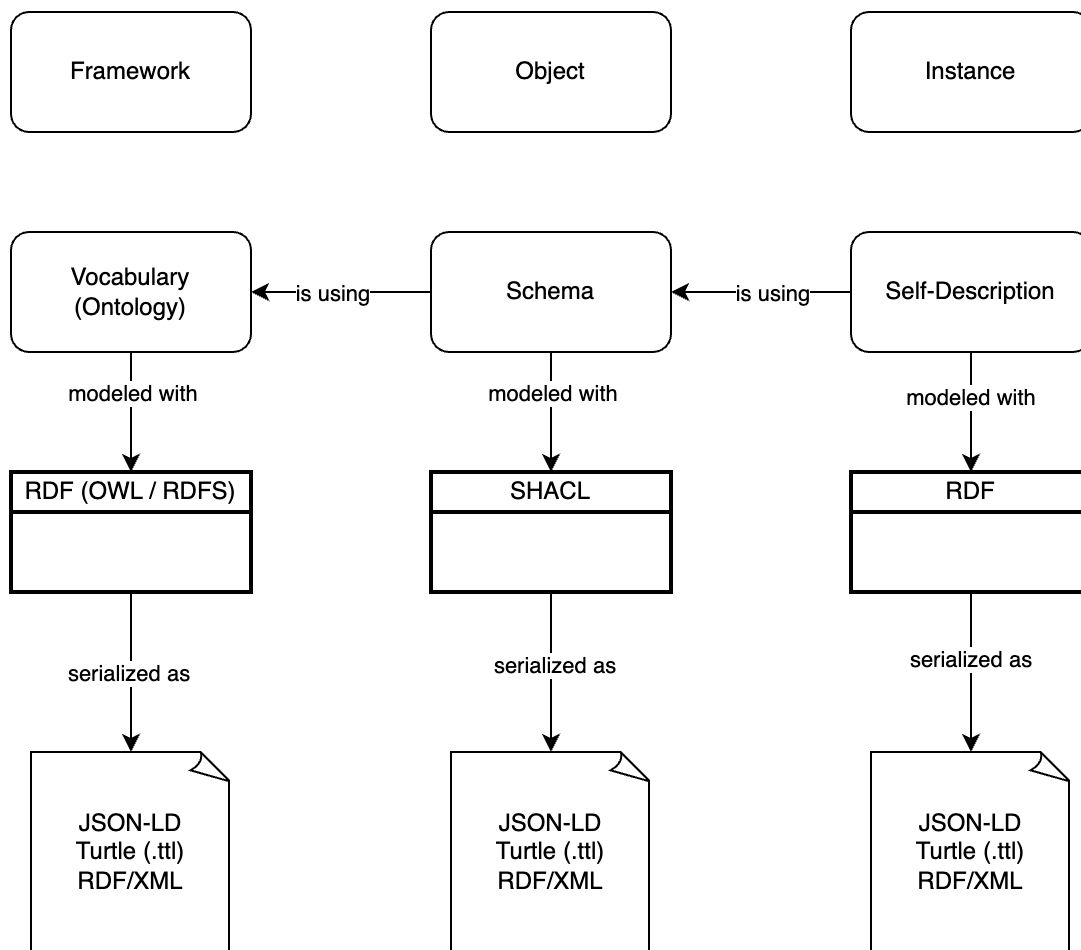 Framework
Object
Instance
Vocabulary
(Ontology)
is using
Schema
is using
Self-Description
modeled with
modeled with
modeled with
RDF (OWL / RDFS)
SHACL
RDF
serialized as
serialized as
serialized as
JSON-LD
Turtle (.ttl)
RDF/XML
JSON-LD
Turtle (.ttl)
RDF/XML
JSON-LD
Turtle (.ttl)
RDF/XML